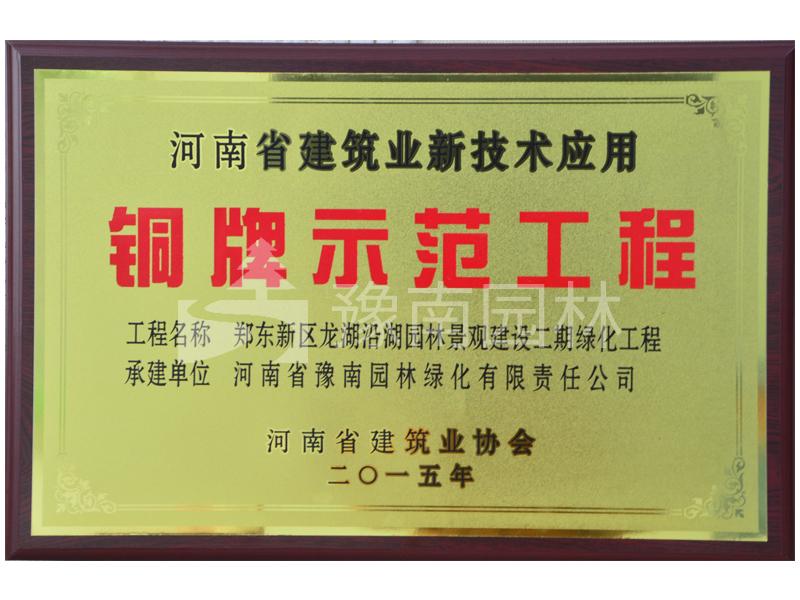 河南省建筑业新技术应用
铜牌示范工程
豫南园林
工程名称 郑东新区龙湖沿湖园林景观建设二期绿化工程
承建单位 河南省豫南园林绿化有限责任公司
河南省建筑业协会
二〇一五年